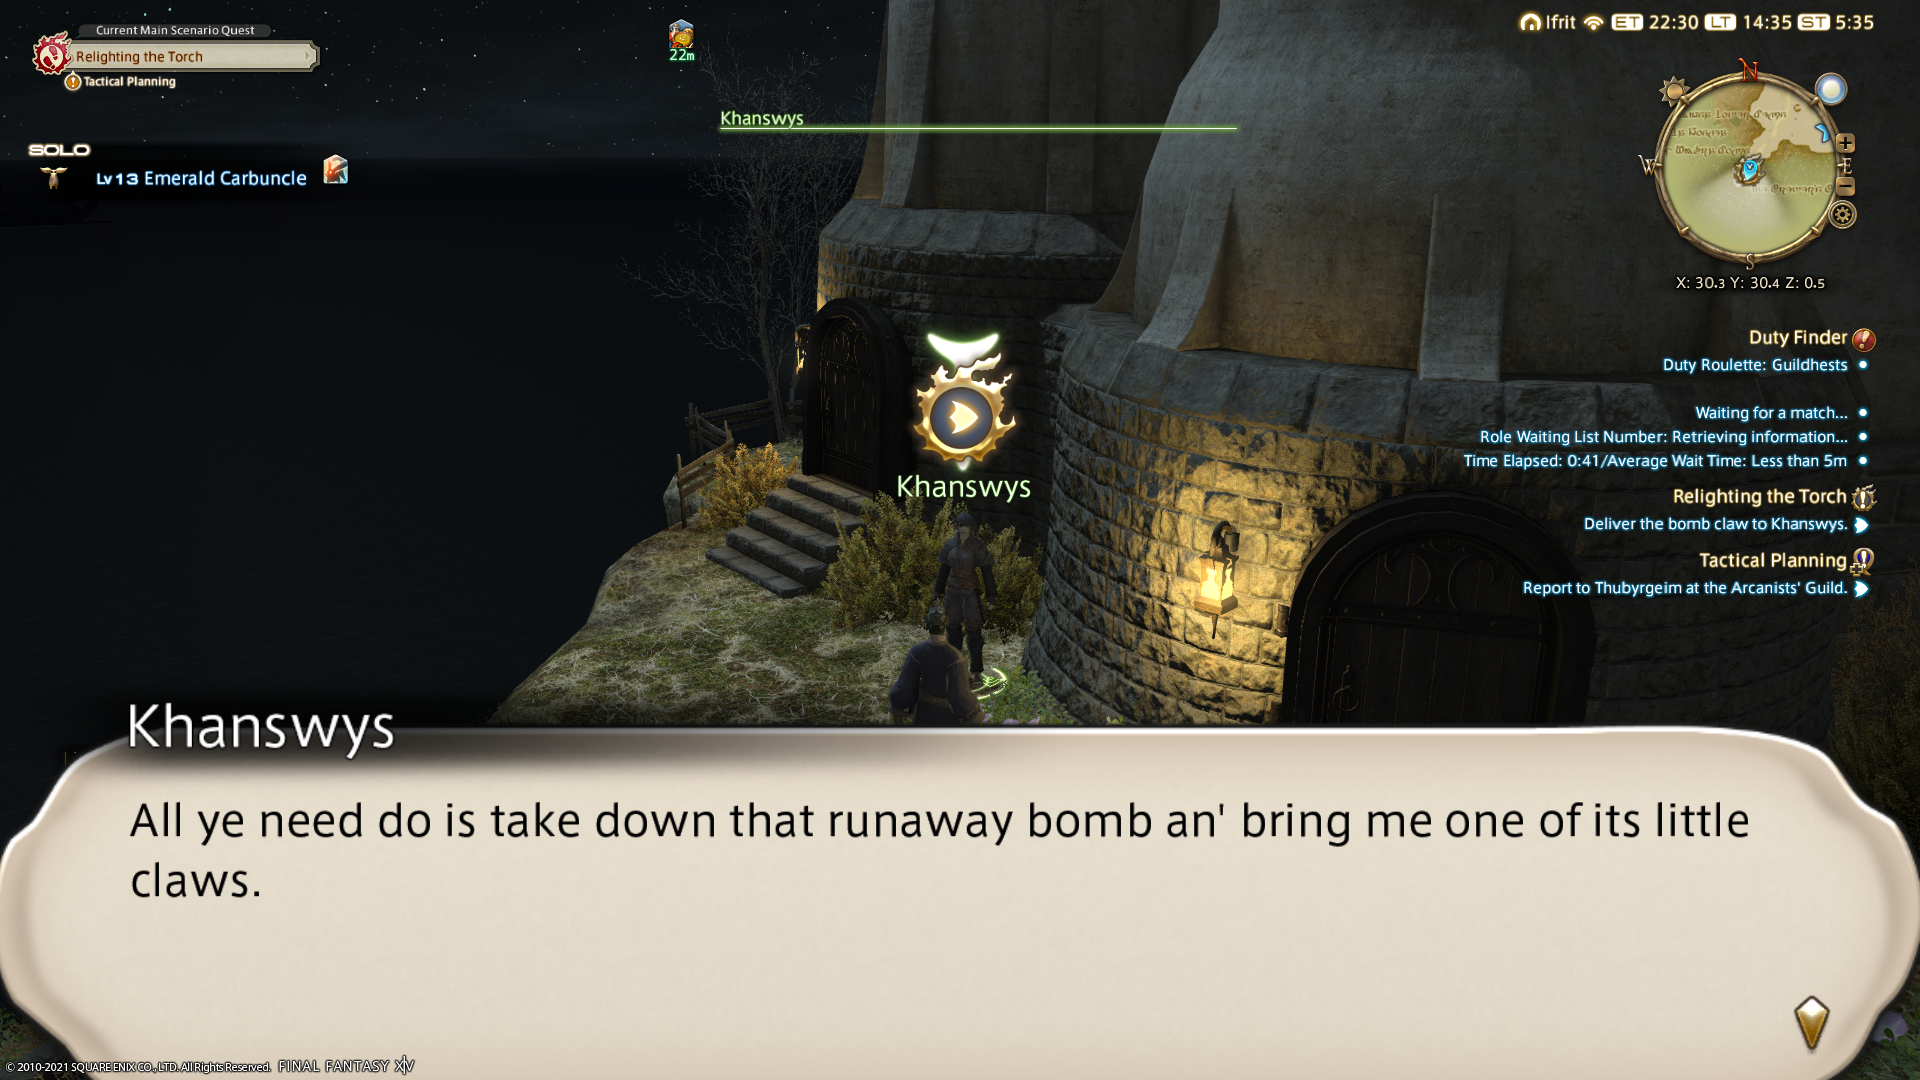 Current Main Scenario Quest
Relighting the Torch
Tactical Planning
SOLO
Lv13 Emerald Carbuncle
22m
Khanswys
Ifrit ET 22:30 LT 14:35 ST 5:35
N
W
E
S
X: 30.3 Y: 30.4 Z: 0.5
Duty Finder
Duty Roulette: Guildhests
Waiting for a match...
Role Waiting List Number: Retrieving information...
Time Elapsed: 0:41/Average Wait Time: Less than 5m
Relighting the Torch
Deliver the bomb claw to Khanswys.
Tactical Planning
Report to Thubyrgeim at the Arcanists' Guild.
Khanswys
Khanswys
All ye need do is take down that runaway bomb an' bring me one of its little
claws.
© 2010-2021 SQUARE ENIX CO., LTD. All Rights Reserved. FINAL FANTASY XIV